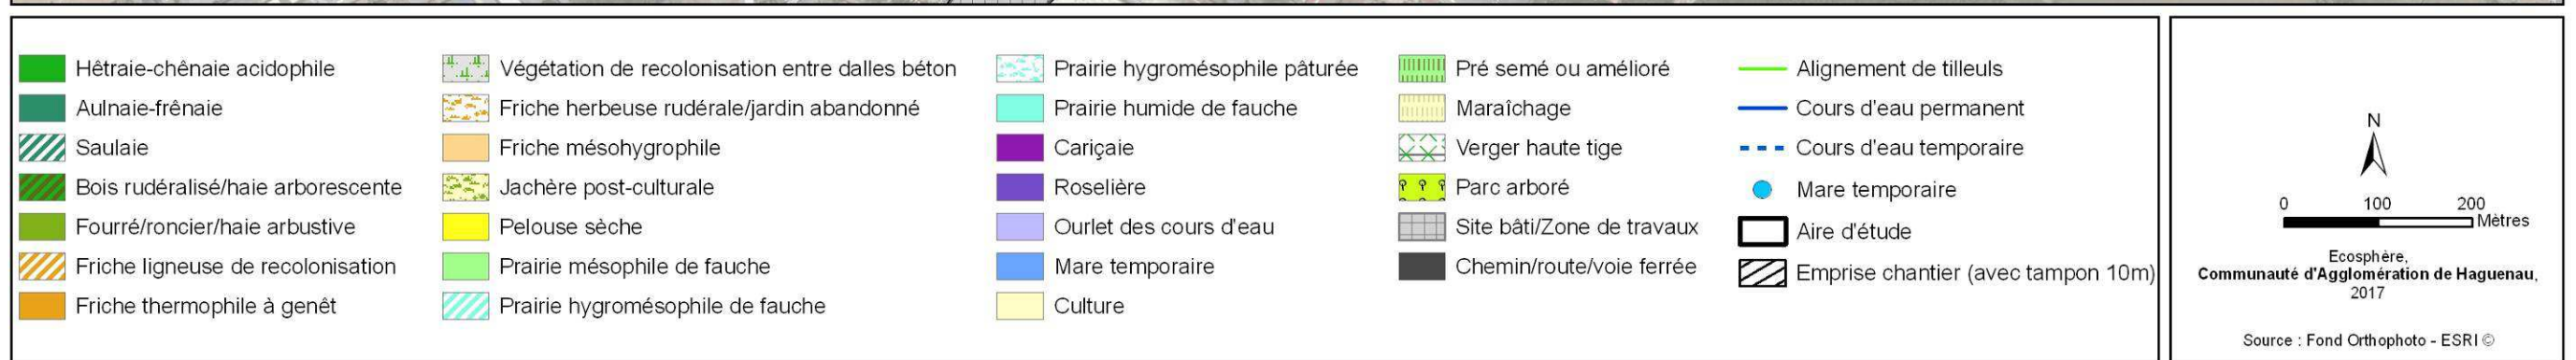 Hêtraie-chênaie acidophile
Aulnaie-frênaie
Saulaie
Bois rudéralisé/haie arborescente
Fourré/roncier/haie arbustive
Friche ligneuse de recolonisation
Friche thermophile à genêt
Végétation de recolonisation entre dalles béton
Friche herbeuse rudérale/jardin abandonné
Friche mésohygrophile
Jachère post-culturale
Pelouse sèche
Prairie mésophile de fauche
Prairie hygromésophile de fauche
Prairie hygromésophile pâturée
Prairie humide de fauche
Cariçaie
Roselière
Ourlet des cours d'eau
Mare temporaire
Culture
Pré semé ou amélioré
Maraîchage
Verger haute tige
Parc arboré
Site bâti/Zone de travaux
Chemin/route/voie ferrée
Alignement de tilleuls
Cours d'eau permanent
Cours d'eau temporaire
Mare temporaire
Aire d'étude
Emprise chantier (avec tampon 10m)
N
0 100 200
Mètres
Ecosphère,
Communauté d'Agglomération de Haguenau,
2017
Source : Fond Orthophoto - ESRI ©